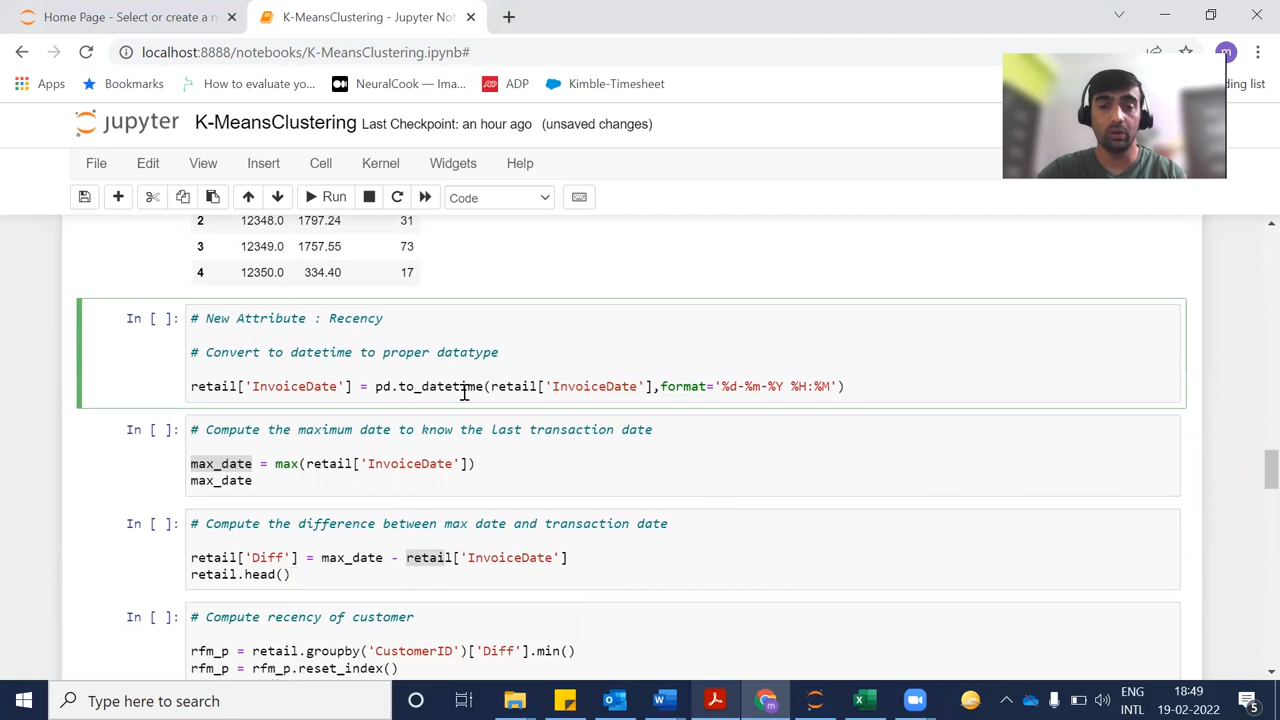 Home Page - Select or create a n
K-MeansClustering - Jupyter Not
localhost:8888/notebooks/K-MeansClustering.ipynb#
m
Apps
Bookmarks
How to evaluate yo...
NeuralCook — Ima...
ADP
Kimble-Timesheet
ding list
jupyter
K-MeansClustering Last Checkpoint: an hour ago (unsaved changes)
File Edit View Insert Cell Kernel Widgets Help
Run
Code
2 12348.0 1797.24 31
3 12349.0 1757.55 73
4 12350.0 334.40 17
In [ ]: # New Attribute : Recency
# Convert to datetime to proper datatype
retail['InvoiceDate'] = pd.to_datetime(retail['InvoiceDate'],format='%d-%m-%Y %H:%M')
In [ ]: # Compute the maximum date to know the last transaction date
max_date = max(retail['InvoiceDate'])
max_date
In [ ]: # Compute the difference between max date and transaction date
retail['Diff'] = max_date - retail['InvoiceDate']
retail.head()
In [ ]: # Compute recency of customer
rfm_p = retail.groupby('CustomerID')['Diff'].min()
rfm_p = rfm_p.reset_index()
Type here to search
ENG
INTL
18:49
19-02-2022
5